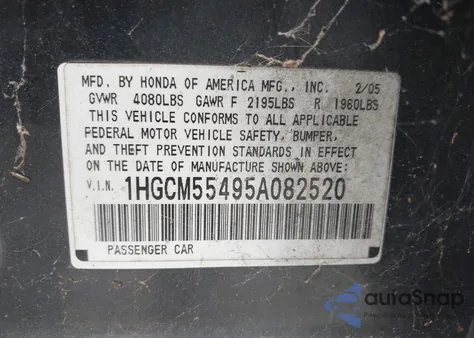 MFD. BY HONDA OF AMERICA MFG., INC. 2/05
GVWR 4080LBS GAWR F 2195LBS R 1960LBS
THIS VEHICLE CONFORMS TO ALL APPLICABLE
FEDERAL MOTOR VEHICLE SAFETY, BUMPER,
AND THEFT PREVENTION STANDARDS IN EFFECT
ON THE DATE OF MANUFACTURE SHOWN ABOVE:
V.I.N. 1HGCM55495A082520
PASSENGER CAR
autoSnap